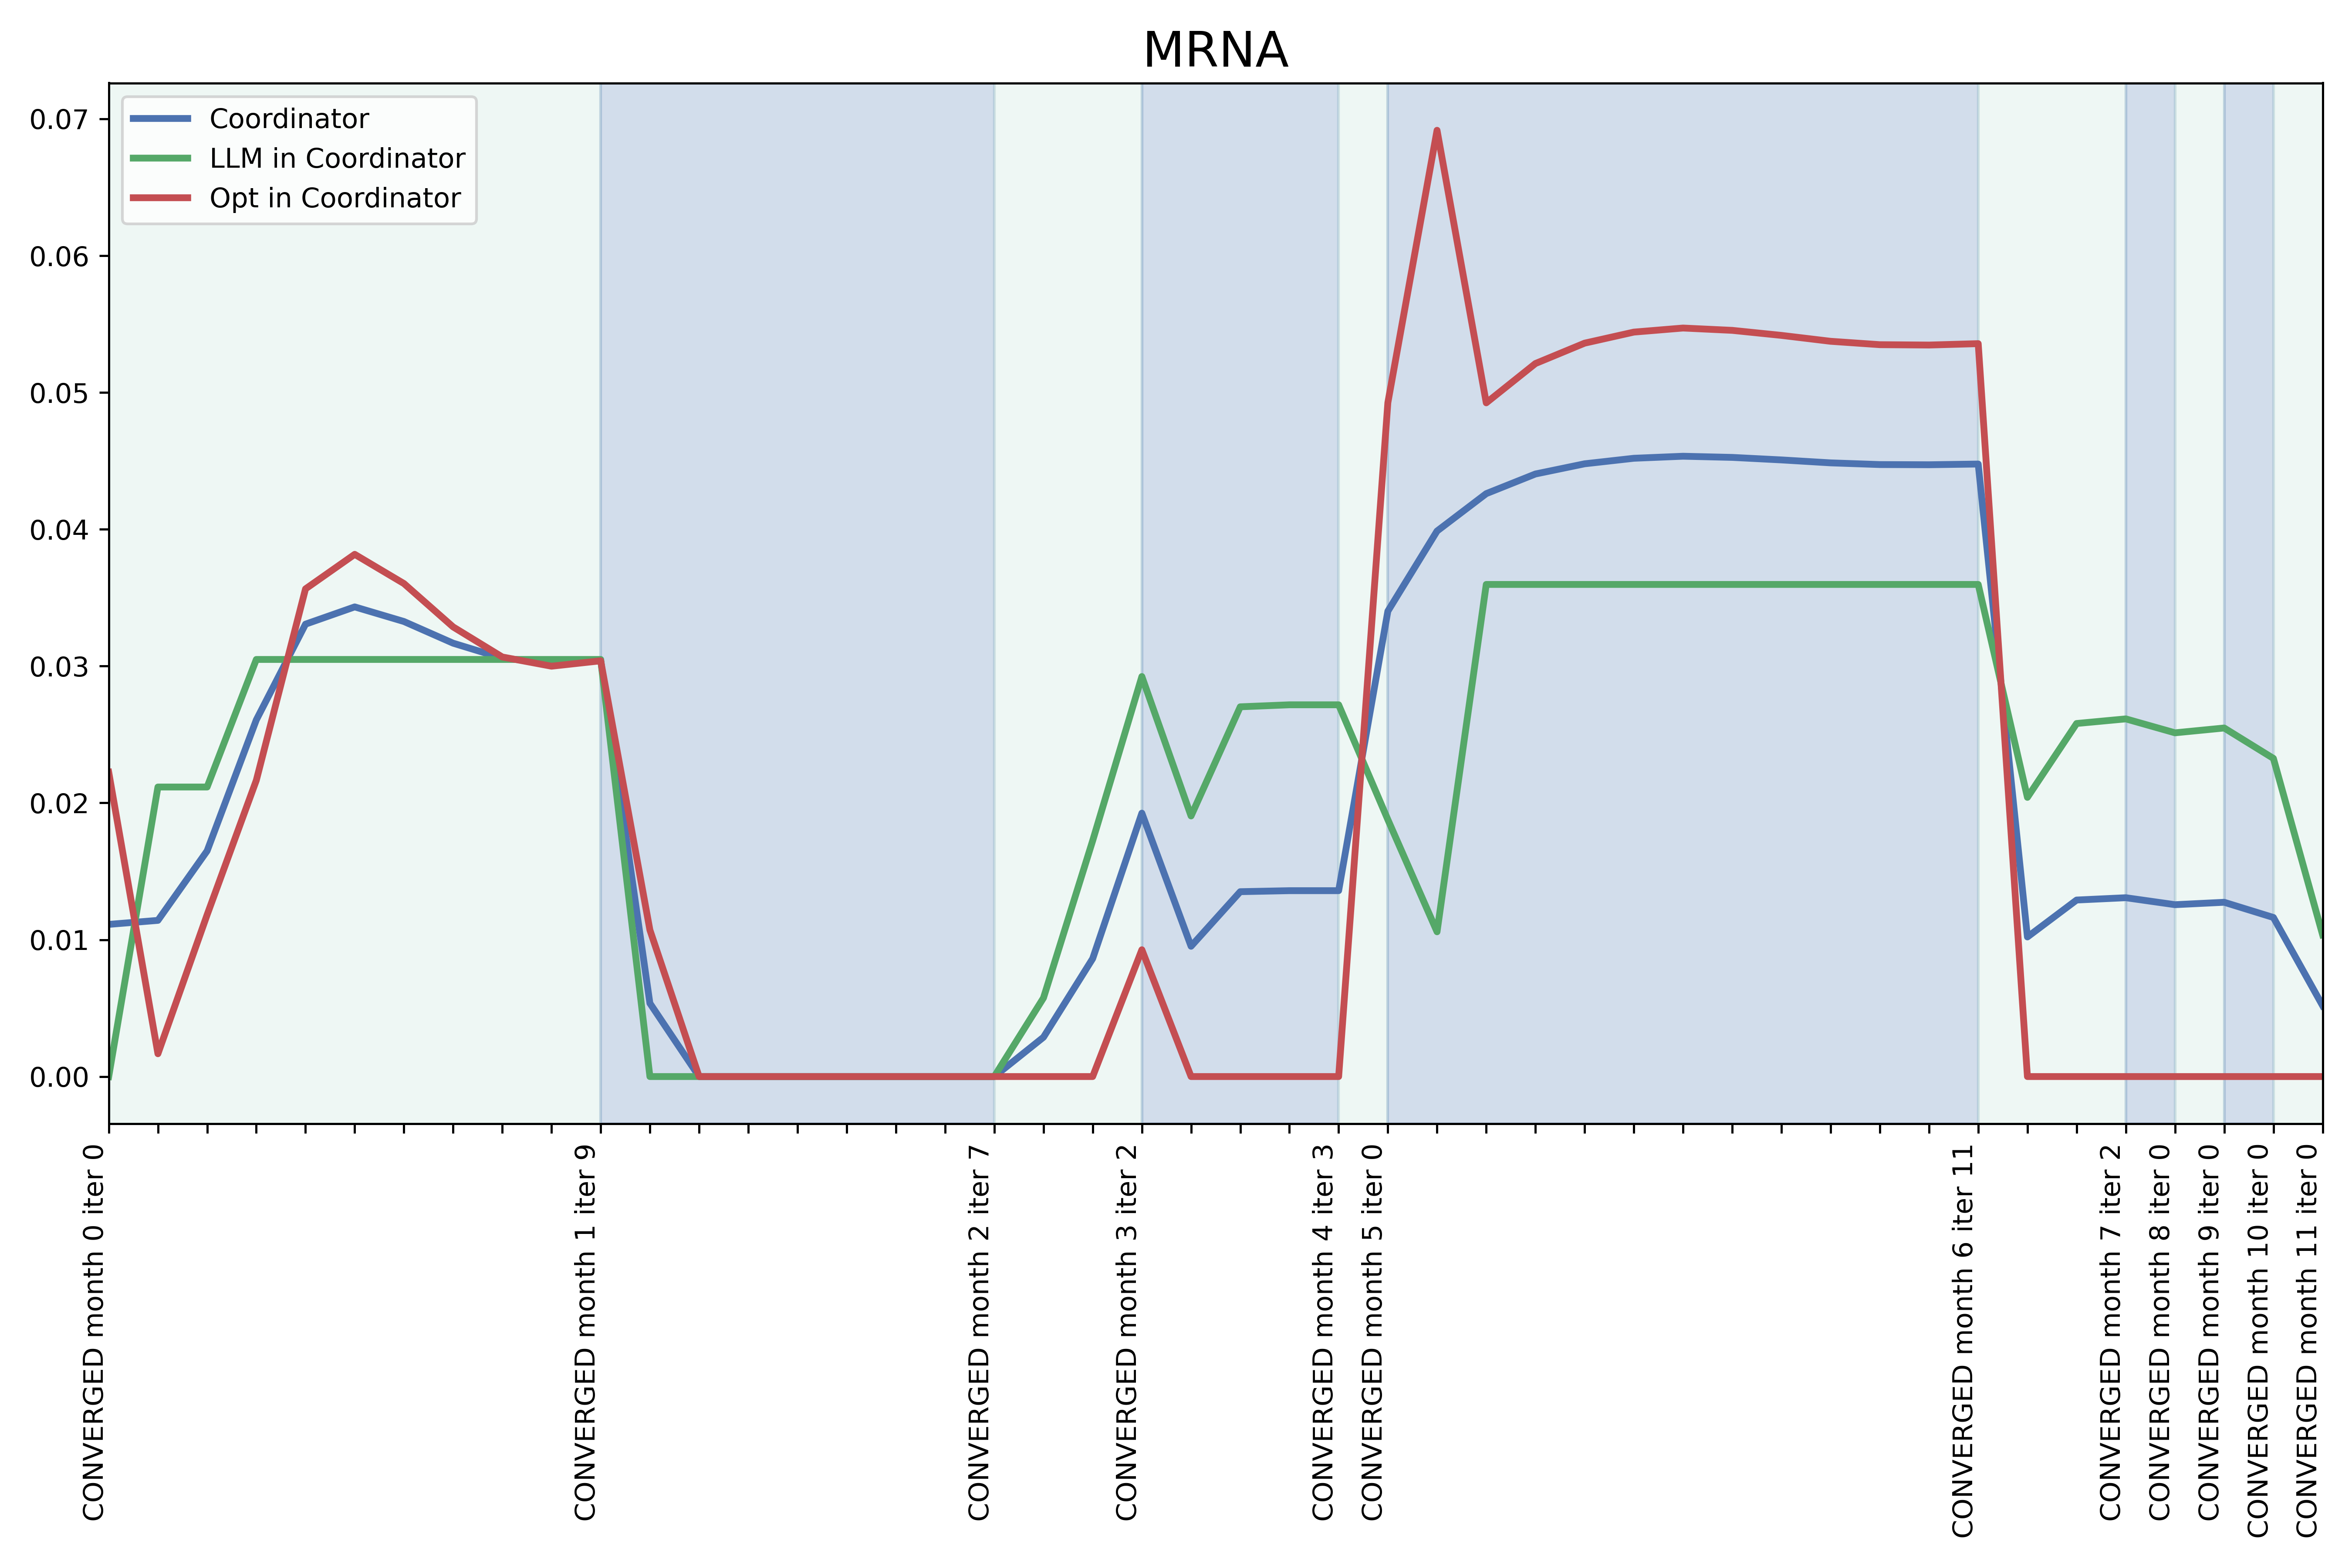 MRNA
Coordinator
LLM in Coordinator
Opt in Coordinator
0.07
0.06
0.05
0.04
0.03
0.02
0.01
0.00
CONVERGED month 0 iter 0
CONVERGED month 1 iter 9
CONVERGED month 2 iter 7
CONVERGED month 3 iter 2
CONVERGED month 4 iter 3
CONVERGED month 5 iter 0
CONVERGED month 6 iter 11
CONVERGED month 7 iter 2
CONVERGED month 8 iter 0
CONVERGED month 9 iter 0
CONVERGED month 10 iter 0
CONVERGED month 11 iter 0